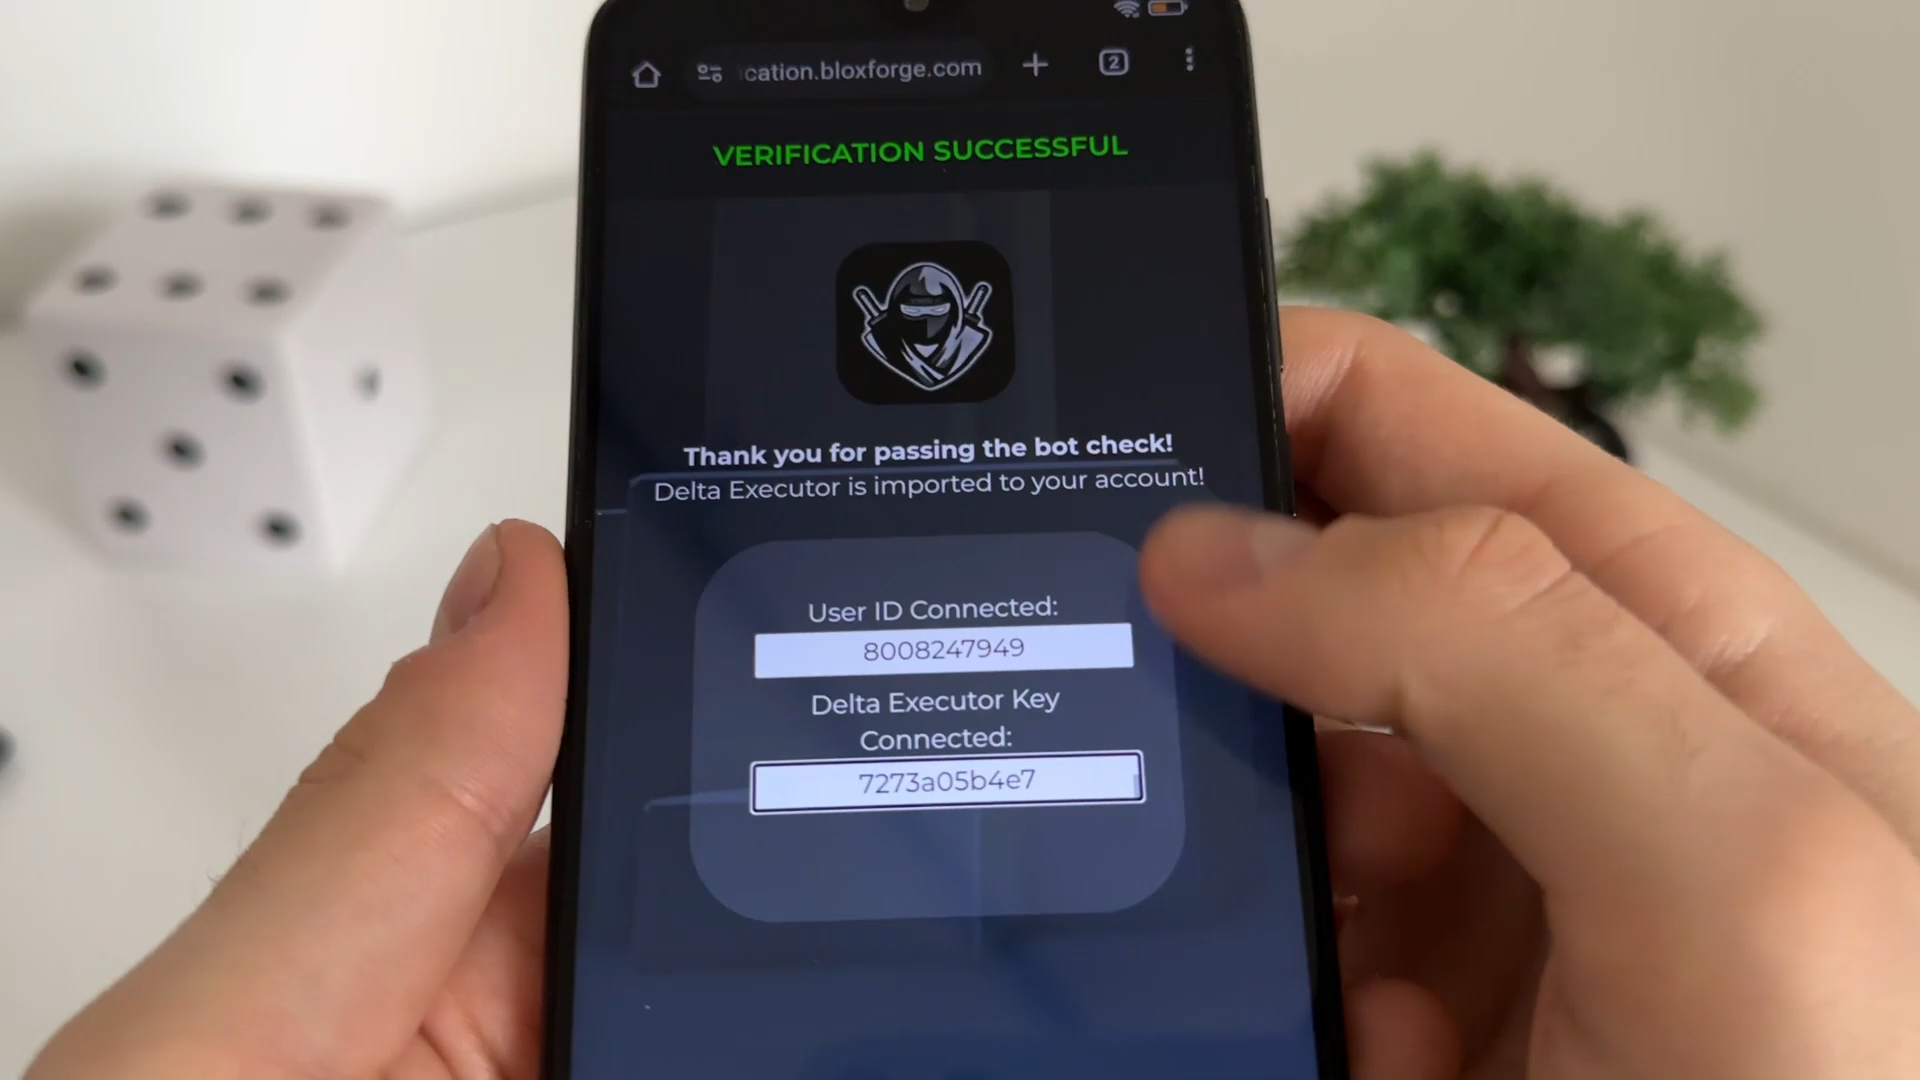 cation.bloxforge.com
2
VERIFICATION SUCCESSFUL
Thank you for passing the bot check!
Delta Executor is imported to your account!
User ID Connected:
8008247949
Delta Executor Key
Connected:
7273a05b4e7